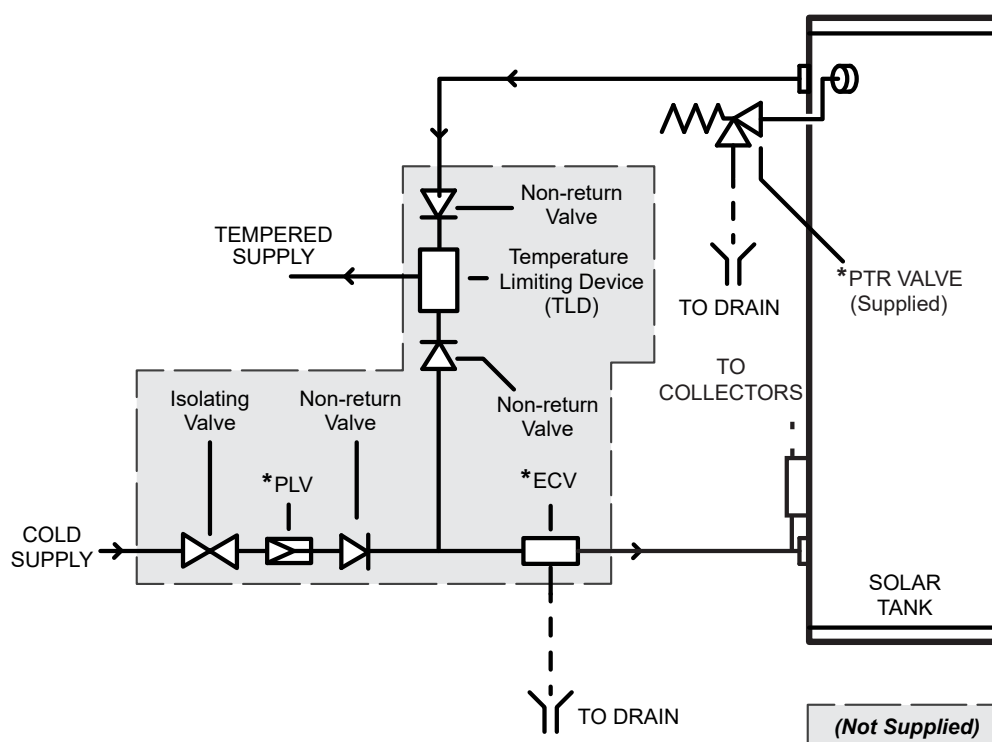 Non-return
Valve
TEMPERED
SUPPLY
Temperature
Limiting Device
(TLD)
*PTR VALVE
(Supplied)
TO DRAIN
TO
COLLECTORS
Isolating
Valve
Non-return
Valve
Non-return
Valve
*PLV
*ECV
COLD
SUPPLY
SOLAR
TANK
TO DRAIN
(Not Supplied)